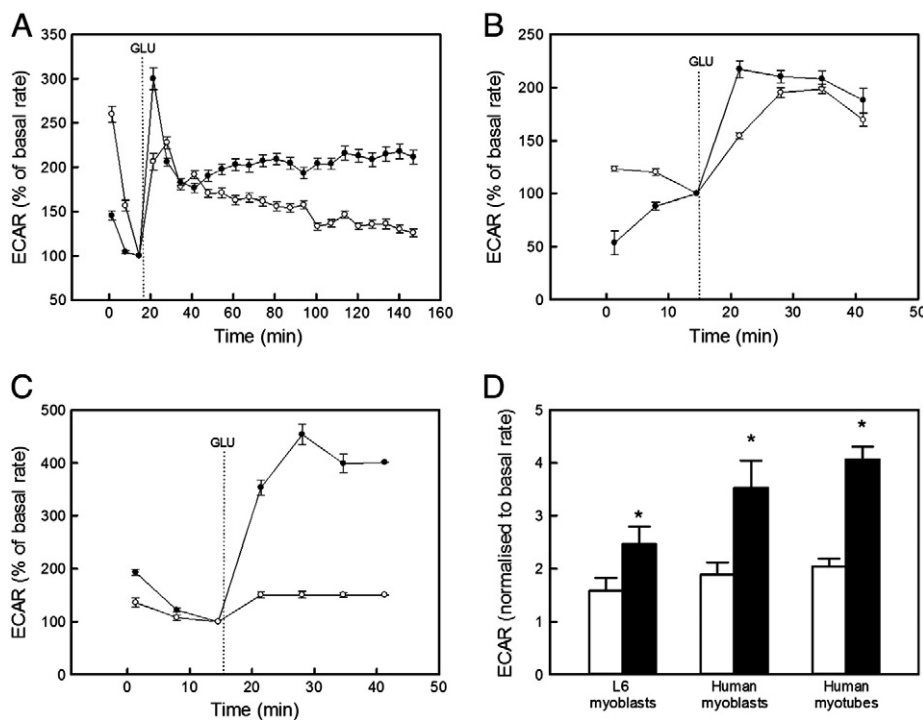 A
ECAR (% of basal rate)
350
300
250
200
150
100
50
GLU
0 20 40 60 80 100 120 140 160
Time (min)
B
ECAR (% of basal rate)
250
200
150
100
50
0
GLU
0 10 20 30 40 50
Time (min)
C
ECAR (% of basal rate)
500
400
300
200
100
0
GLU
0 10 20 30 40 50
Time (min)
D
ECAR (normalised to basal rate)
5
4
3
2
1
0
* * *
L6 Human Human
myoblasts myoblasts myotubes